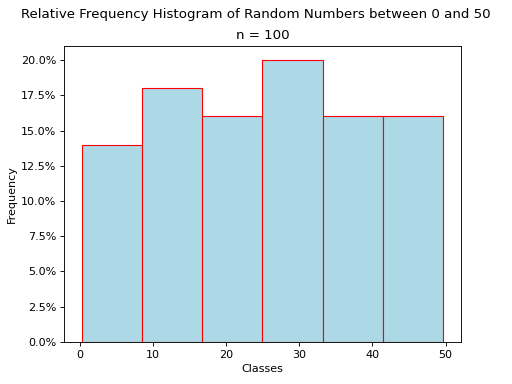 Relative Frequency Histogram of Random Numbers between 0 and 50
n = 100
20.0%
17.5%
15.0%
12.5%
10.0%
7.5%
5.0%
2.5%
0.0%
Frequency
0 10 20 30 40 50
Classes